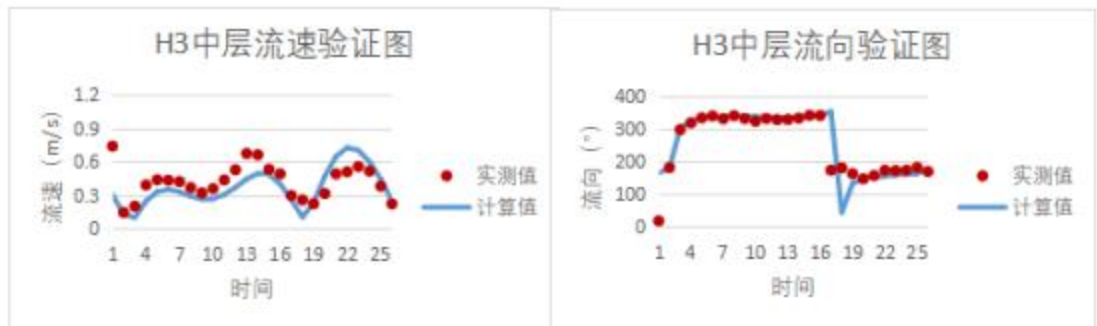 H3中层流速验证图
流速（m/s）
1.2
0.9
0.6
0.3
0
1 4 7 10 13 16 19 22 25
时间
实测值
计算值
H3中层流向验证图
流向（°）
400
300
200
100
0
1 4 7 10 13 16 19 22 25
时间
实测值
计算值